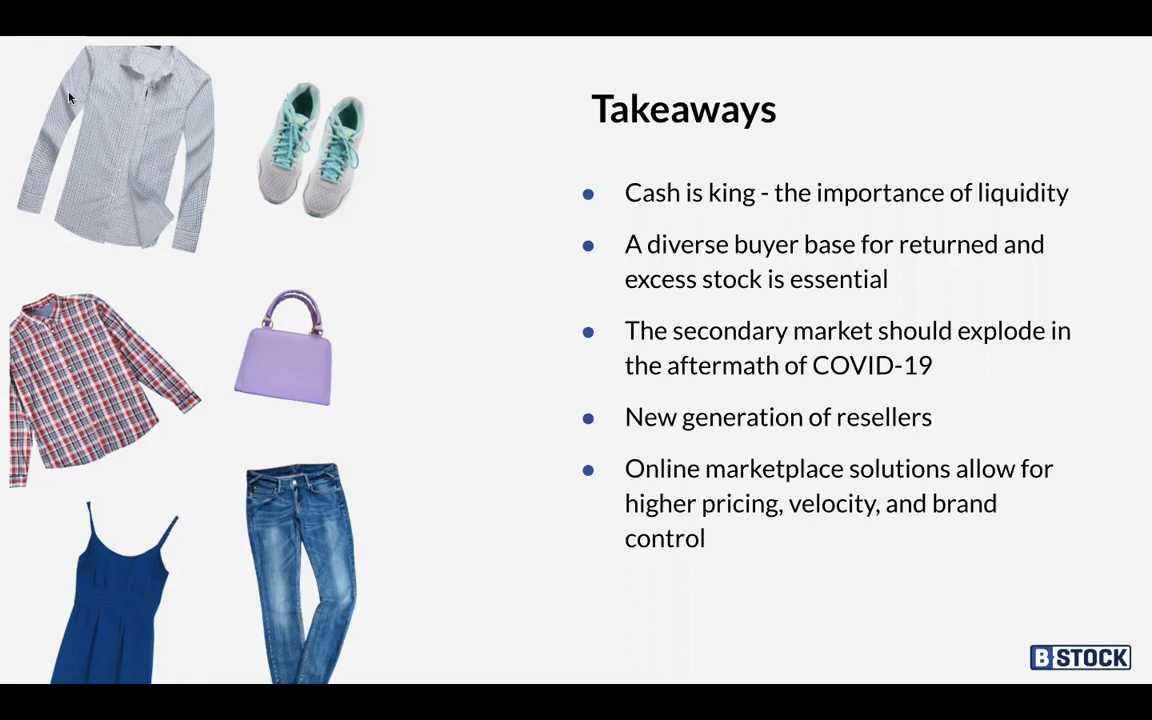 Takeaways
● Cash is king - the importance of liquidity
● A diverse buyer base for returned and
excess stock is essential
● The secondary market should explode in
the aftermath of COVID-19
● New generation of resellers
● Online marketplace solutions allow for
higher pricing, velocity, and brand
control
B STOCK